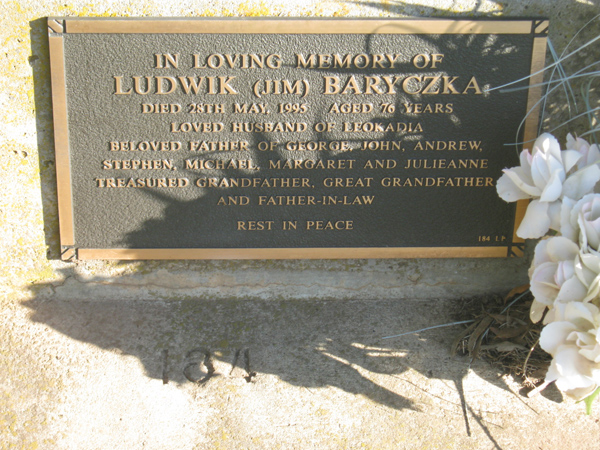 IN LOVING MEMORY OF
LUDWIK (JIM) BARYCZKA
DIED 28TH MAY, 1995 AGED 76 YEARS
LOVED HUSBAND OF LEOKADIA
BELOVED FATHER OF GEORGE, JOHN, ANDREW,
STEPHEN, MICHAEL, MARGARET AND JULIEANNE
TREASURED GRANDFATHER, GREAT GRANDFATHER
AND FATHER-IN-LAW
REST IN PEACE
184 LP
184